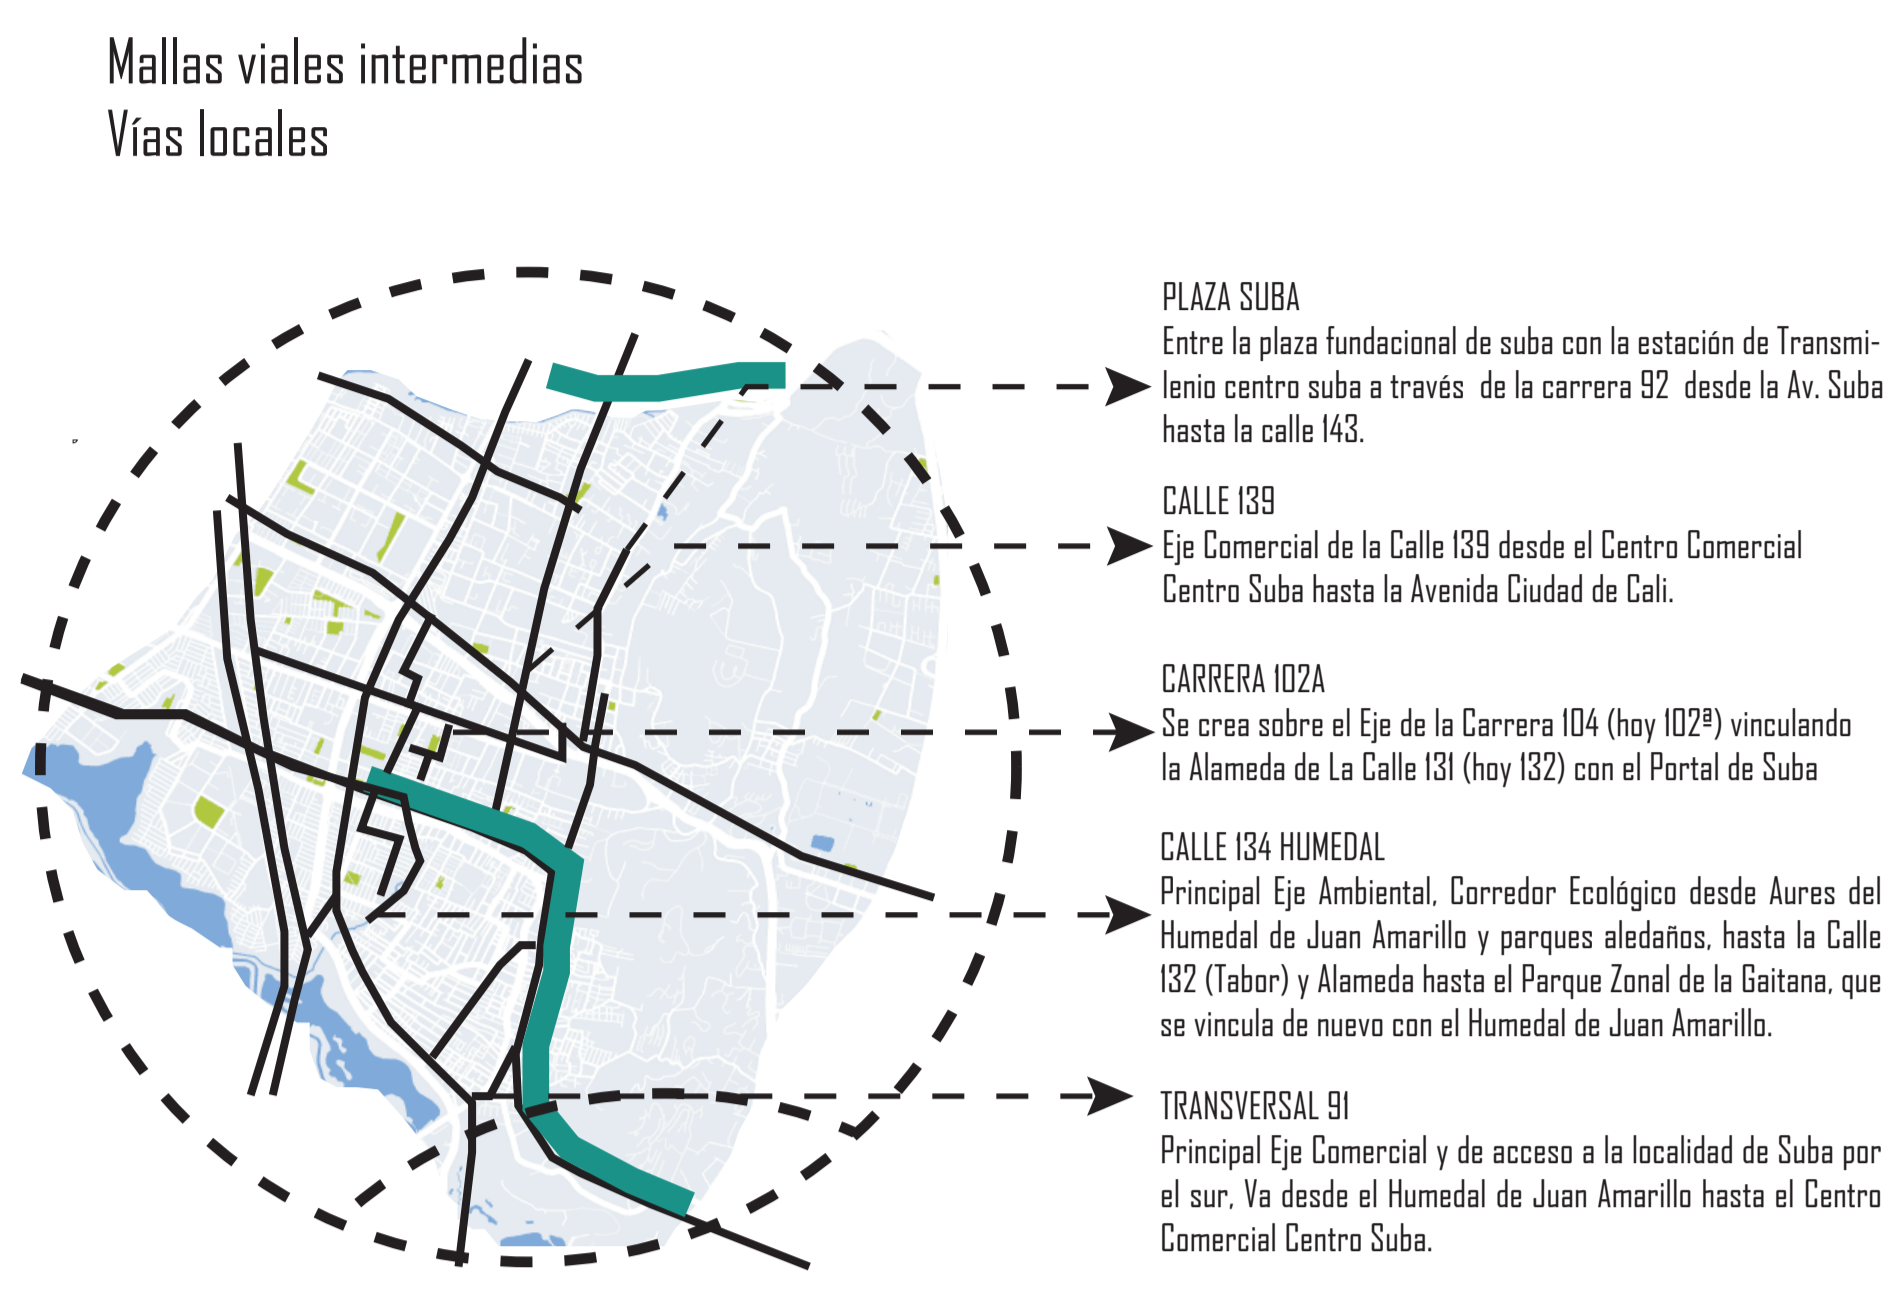 Mallas viales intermedias
Vías locales
PLAZA SUBA
Entre la plaza fundacional de suba con la estación de Transmi-
lenio centro suba a través de la carrera 92 desde la Av. Suba
hasta la calle 143.
CALLE 139
Eje Comercial de la Calle 139 desde el Centro Comercial
Centro Suba hasta la Avenida Ciudad de Cali.
CARRERA 102A
Se crea sobre el Eje de la Carrera 104 (hoy 102ª) vinculando
la Alameda de La Calle 131 (hoy 132) con el Portal de Suba
CALLE 134 HUMEDAL
Principal Eje Ambiental, Corredor Ecológico desde Aures del
Humedal de Juan Amarillo y parques aledaños, hasta la Calle
132 (Tabor) y Alameda hasta el Parque Zonal de la Gaitana, que
se vincula de nuevo con el Humedal de Juan Amarillo.
TRANSVERSAL 91
Principal Eje Comercial y de acceso a la localidad de Suba por
el sur, Va desde el Humedal de Juan Amarillo hasta el Centro
Comercial Centro Suba.